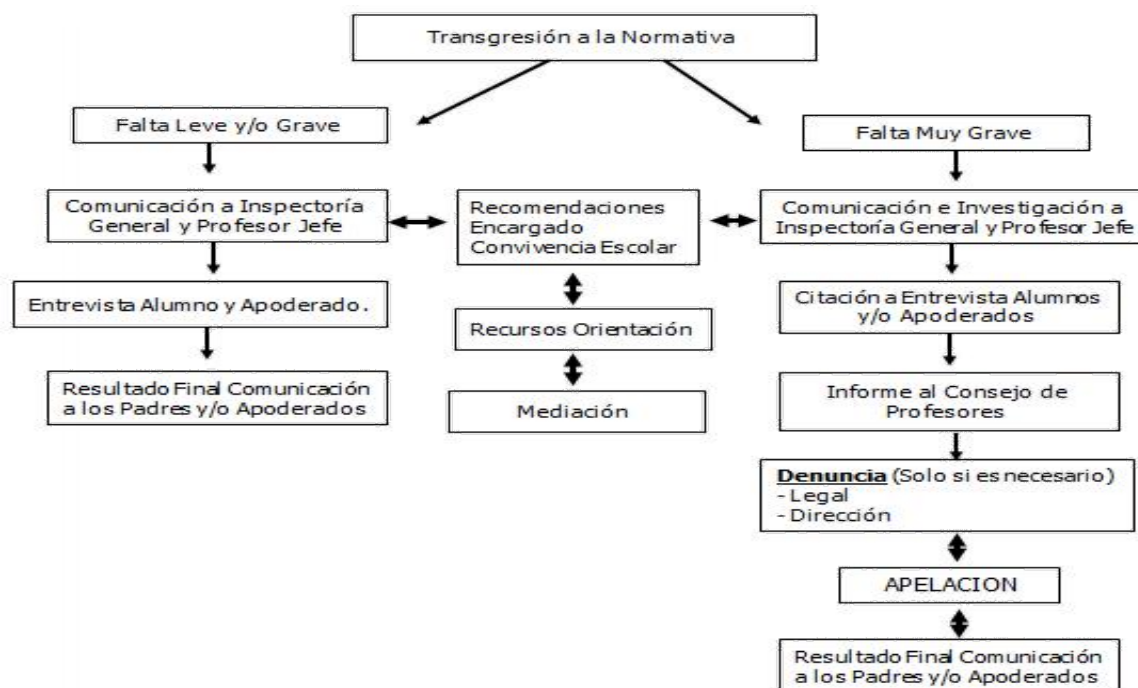 Transgresión a la Normativa
Falta Leve y/o Grave
Falta Muy Grave
Comunicación a Inspectoría
General y Profesor Jefe
Recomendaciones
Encargado
Convivencia Escolar
Comunicación e Investigación a
Inspectoría General y Profesor Jefe
Entrevista Alumno y Apoderado.
Recursos Orientación
Citación a Entrevista Alumnos
y/o Apoderados
Resultado Final Comunicación
a los Padres y/o Apoderados
Mediación
Informe al Consejo de
Profesores
Denuncia (Solo si es necesario)
- Legal
- Dirección
APELACION
Resultado Final Comunicación
a los Padres y/o Apoderados